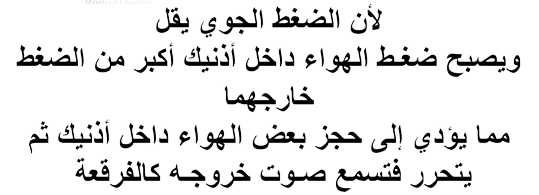 لأن الضغط الجوي يقل
ويصبح ضغط الهواء داخل أذنيك أكبر من الضغط
خارجهما
مما يؤدي إلى حجز بعض الهواء داخل أذنيك ثم
يتحرر فتسمع صوت خروجه كالفرقعة